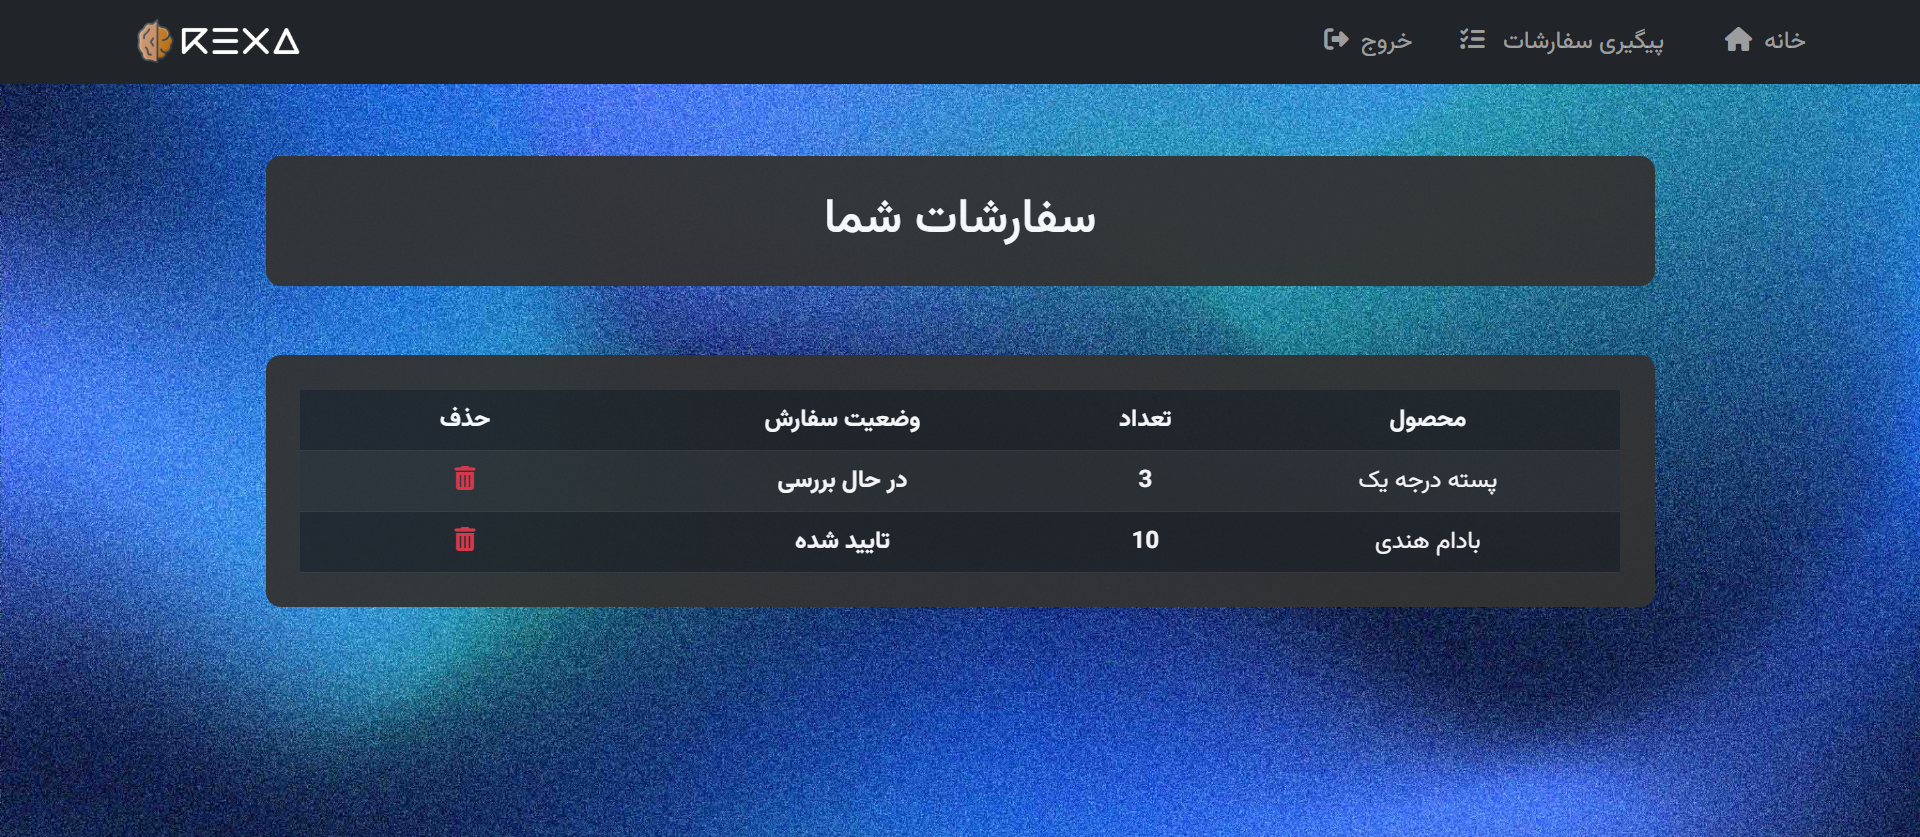 خانه پیگیری سفارشات خروج REXA
سفارشات شما
محصول تعداد وضعیت سفارش حذف
پسته درجه یک 3 در حال بررسی
بادام هندی 10 تایید شده